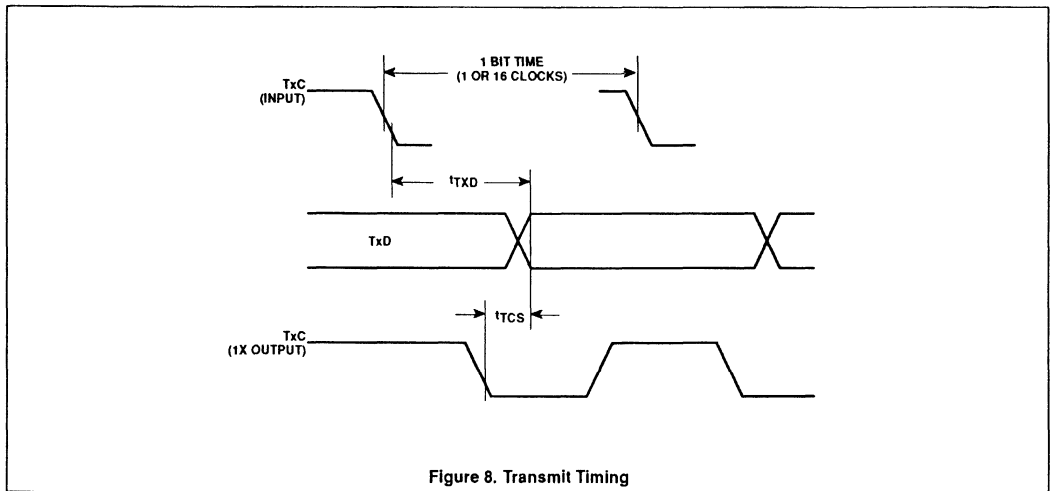 1 BIT TIME
(1 OR 16 CLOCKS)
TxC
(INPUT)
tTXD
TxD
tTCS
TxC
(1X OUTPUT)
Figure 8. Transmit Timing